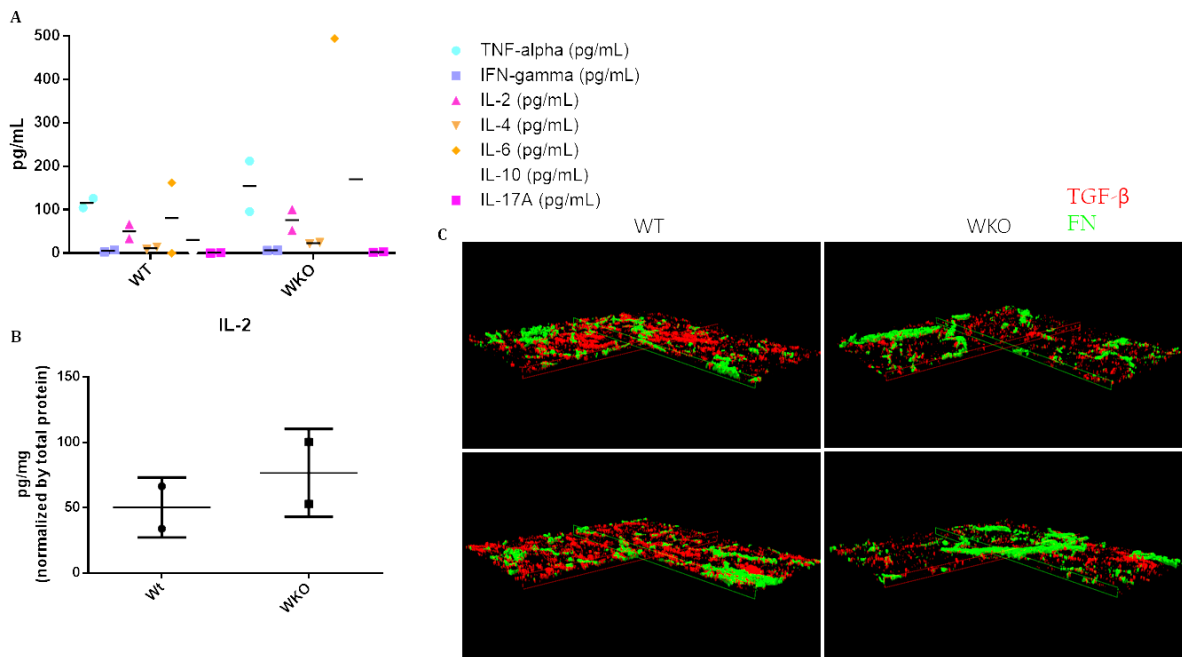 A
500
400
300
200
100
0
pg/mL
WT
WKO
TNF-alpha (pg/mL)
IFN-gamma (pg/mL)
IL-2 (pg/mL)
IL-4 (pg/mL)
IL-6 (pg/mL)
IL-10 (pg/mL)
IL-17A (pg/mL)
B
IL-2
150
100
50
0
pg/mg
(normalized by total protein)
Wt
WKO
C
WT
WKO
TGF-β
FN